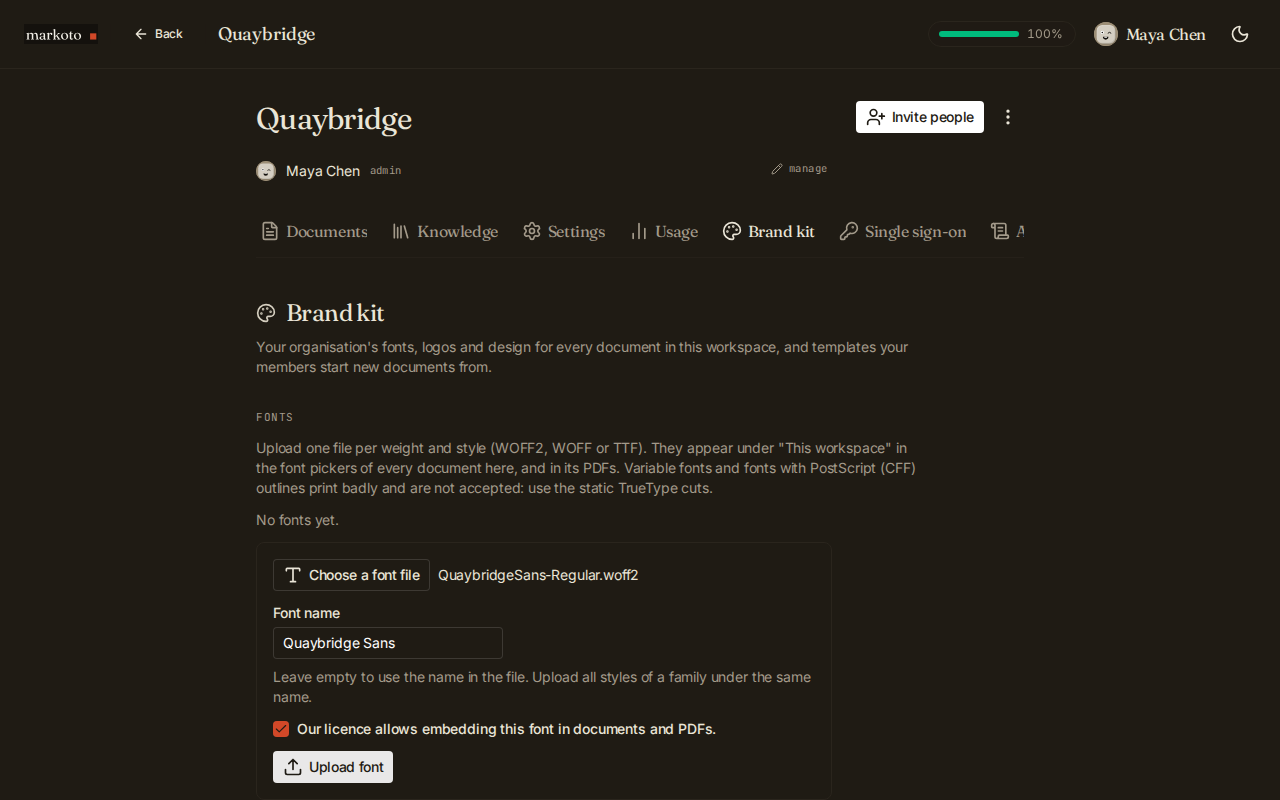 markoto
Back
Quaybridge
100%
Maya Chen
Quaybridge
Invite people
Maya Chen admin
manage
Documents
Knowledge
Settings
Usage
Brand kit
Single sign-on
A
Brand kit
Your organisation's fonts, logos and design for every document in this workspace, and templates your
members start new documents from.
FONTS
Upload one file per weight and style (WOFF2, WOFF or TTF). They appear under "This workspace" in
the font pickers of every document here, and in its PDFs. Variable fonts and fonts with PostScript (CFF)
outlines print badly and are not accepted: use the static TrueType cuts.
No fonts yet.
Choose a font file
QuaybridgeSans-Regular.woff2
Font name
Quaybridge Sans
Leave empty to use the name in the file. Upload all styles of a family under the same
name.
Our licence allows embedding this font in documents and PDFs.
Upload font